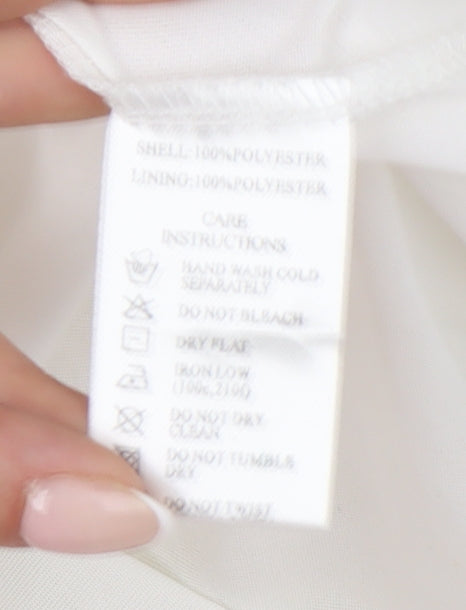 SHELL:100%POLYESTER
LINING:100%POLYESTER
CARE
INSTRUCTIONS
HAND WASH COLD
SEPARATELY
DO NOT BLEACH
DRY FLAT
IRON LOW
DO NOT DRY
CLEAN
DO NOT TUMBLE
DRY
DO NOT TWIST